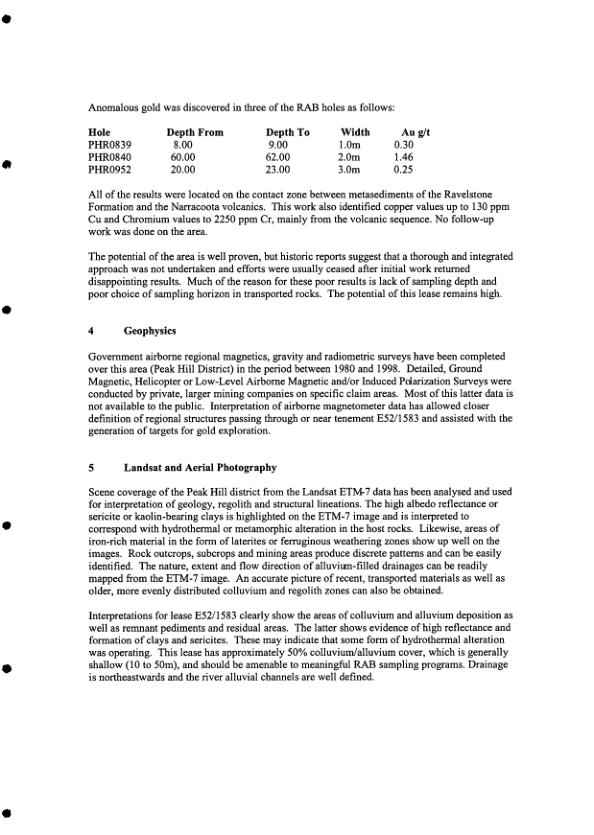 Anomalous gold was discovered in three of the RAB holes as follows:
Hole Depth From Depth To Width Au g/t
PHR0839 8.00 9.00 1.0m 0.30
PHR0840 60.00 62.00 2.0m 1.46
PHR0952 20.00 23.00 3.0m 0.25
All of the results were located on the contact zone between metasediments of the Ravelstone
Formation and the Narracoota volcanics. This work also identified copper values up to 130 ppm
Cu and Chromium values to 2250 ppm Cr, mainly from the volcanic sequence. No follow-up
work was done on the area.
The potential of the area is well proven, but historic reports suggest that a thorough and integrated
approach was not undertaken and efforts were usually ceased after initial work returned
disappointing results. Much of the reason for these poor results is lack of sampling depth and
poor choice of sampling horizon in transported rocks. The potential of this lease remains high.
4 Geophysics
Government airborne regional magnetics, gravity and radiometric surveys have been completed
over this area (Peak Hill District) in the period between 1980 and 1998. Detailed, Ground
Magnetic, Helicopter or Low-Level Airborne Magnetic and/or Induced Polarization Surveys were
conducted by private, larger mining companies on specific claim areas. Most of this latter data is
not available to the public. Interpretation of airborne magnetometer data has allowed closer
definition of regional structures passing through or near tenement E52/1583 and assisted with the
generation of targets for gold exploration.
5 Landsat and Aerial Photography
Scene coverage of the Peak Hill district from the Landsat ETM-7 data has been analysed and used
for interpretation of geology, regolith and structural lineations. The high albedo reflectance or
sericite or kaolin-bearing clays is highlighted on the ETM-7 image and is interpreted to
correspond with hydrothermal or metamorphic alteration in the host rocks. Likewise, areas of
iron-rich material in the form of laterites or ferruginous weathering zones show up well on the
images. Rock outcrops, subcrops and mining areas produce discrete patterns and can be easily
identified. The nature, extent and flow direction of alluvium-filled drainages can be readily
mapped from the ETM-7 image. An accurate picture of recent, transported materials as well as
older, more evenly distributed colluvium and regolith zones can also be obtained.
Interpretations for lease E52/1583 clearly show the areas of colluvium and alluvium deposition as
well as remnant pediments and residual areas. The latter shows evidence of high reflectance and
formation of clays and sericites. These may indicate that some form of hydrothermal alteration
was operating. This lease has approximately 50% colluvium/alluvium cover, which is generally
shallow (10 to 50m), and should be amenable to meaningful RAB sampling programs. Drainage
is northeastwards and the river alluvial channels are well defined.